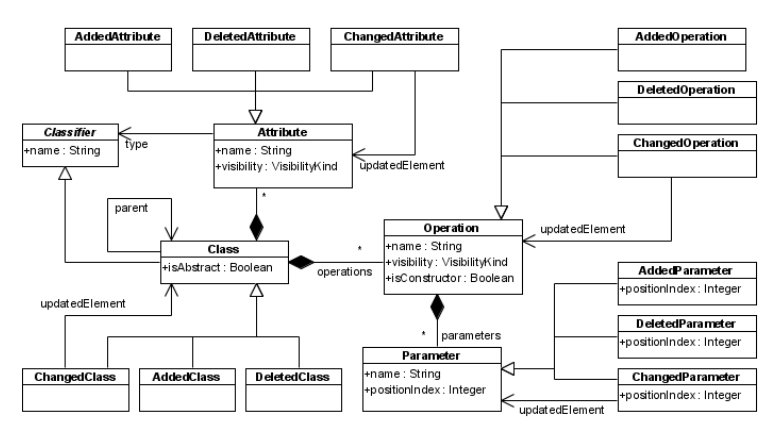 AddedAttribute
DeletedAttribute
ChangedAttribute
AddedOperation
DeletedOperation
ChangedOperation
Classifier
+name : String
type
Attribute
+name : String
+visibility : VisibilityKind
updatedElement
*
parent
Class
+isAbstract : Boolean
*
operations
Operation
+name : String
+visibility : VisibilityKind
+isConstructor : Boolean
updatedElement
updatedElement
ChangedClass
AddedClass
DeletedClass
*
parameters
Parameter
+name : String
+positionIndex : Integer
AddedParameter
+positionIndex : Integer
DeletedParameter
+positionIndex : Integer
ChangedParameter
+positionIndex : Integer
updatedElement